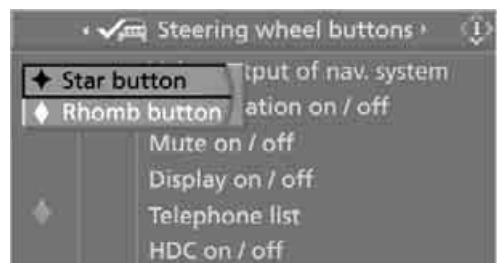 Steering wheel buttons
tput of nav. system
Star button
Rhomb button
ation on / off
Mute on / off
Display on / off
Telephone list
HDC on / off